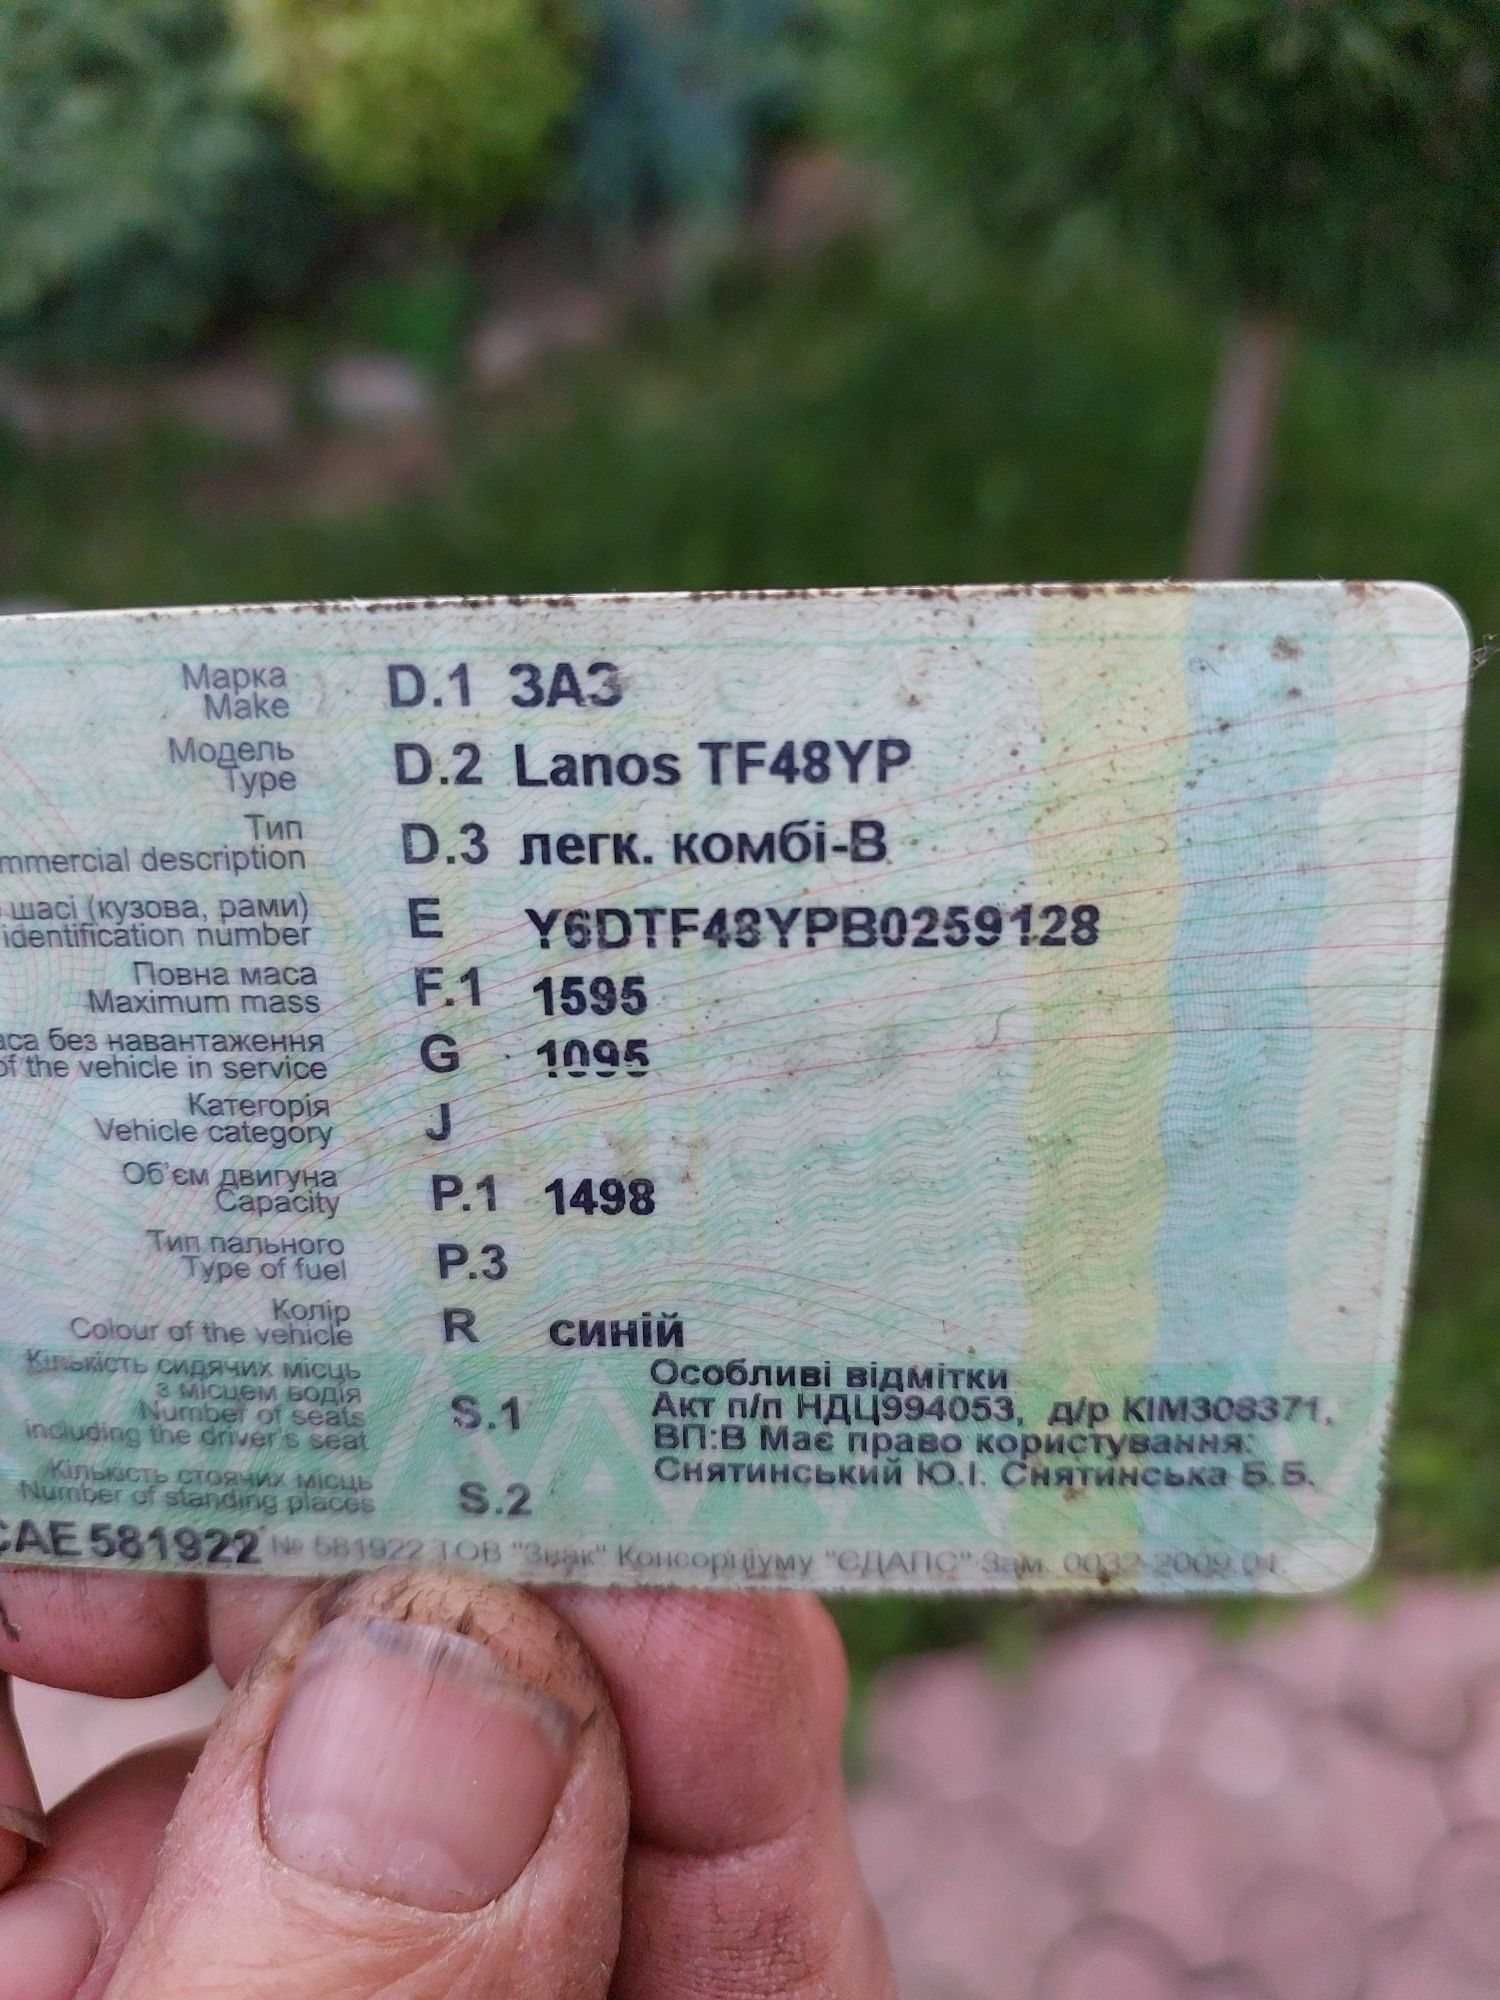 Марка D.1 ЗАЗ
Make
Модель D.2 Lanos TF48YP
Type
Тип D.3 легк. комбі-В
mmercial description
шасі (кузова, рами) E Y6DTF48YPB0259128
identification number
Повна маса F.1 1595
Maximum mass
са без навантаження G 1095
of the vehicle in service
Категорія J
Vehicle category
Об'єм двигуна P.1 1498
Capacity
Тип пального P.3
Type of fuel
Колір R синій
Colour of the vehicle
Кількість сидячих місць
з місцем водія
Number of seats S.1
including the driver's seat
Особливі відмітки
Акт п/п НДЦ994053, д/р КІМ308371,
ВП:В Має право користування:
Снятинський Ю.І. Снятинська Б.Б.
Кількість стоячих місць S.2
Number of standing places
САЕ581922 № 581922 ТОВ "Знак" Консорціуму "ЄДАПС" Зам. 0032-2009.01.